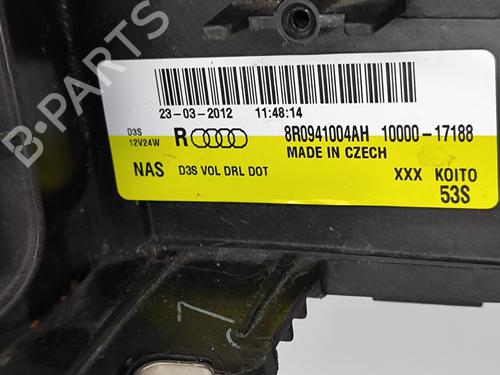 23-03-2012 11:48:14
D3S
12V24W
R 8R0941004AH 10000-17188
MADE IN CZECH
NAS D3S VOL DRL DOT XXX KOITO
53S
B-PARTS